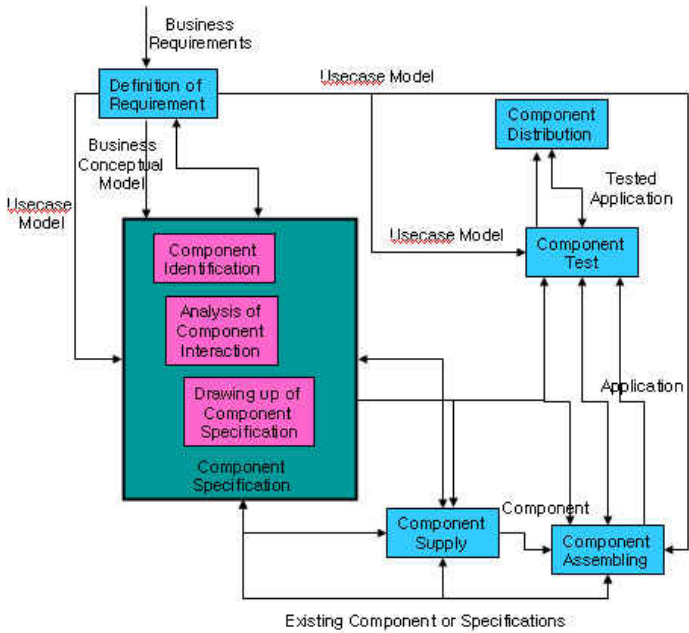 Business
Requirements
Definition of
Requirement
Usecase Model
Component
Distribution
Business
Conceptual
Model
Usecase
Model
Tested
Application
Usecase Model
Component
Test
Component
Identification
Analysis of
Component
Interaction
Drawing up of
Component
Specification
Component
Specification
Application
Component
Component
Supply
Component
Assembling
Existing Component or Specifications